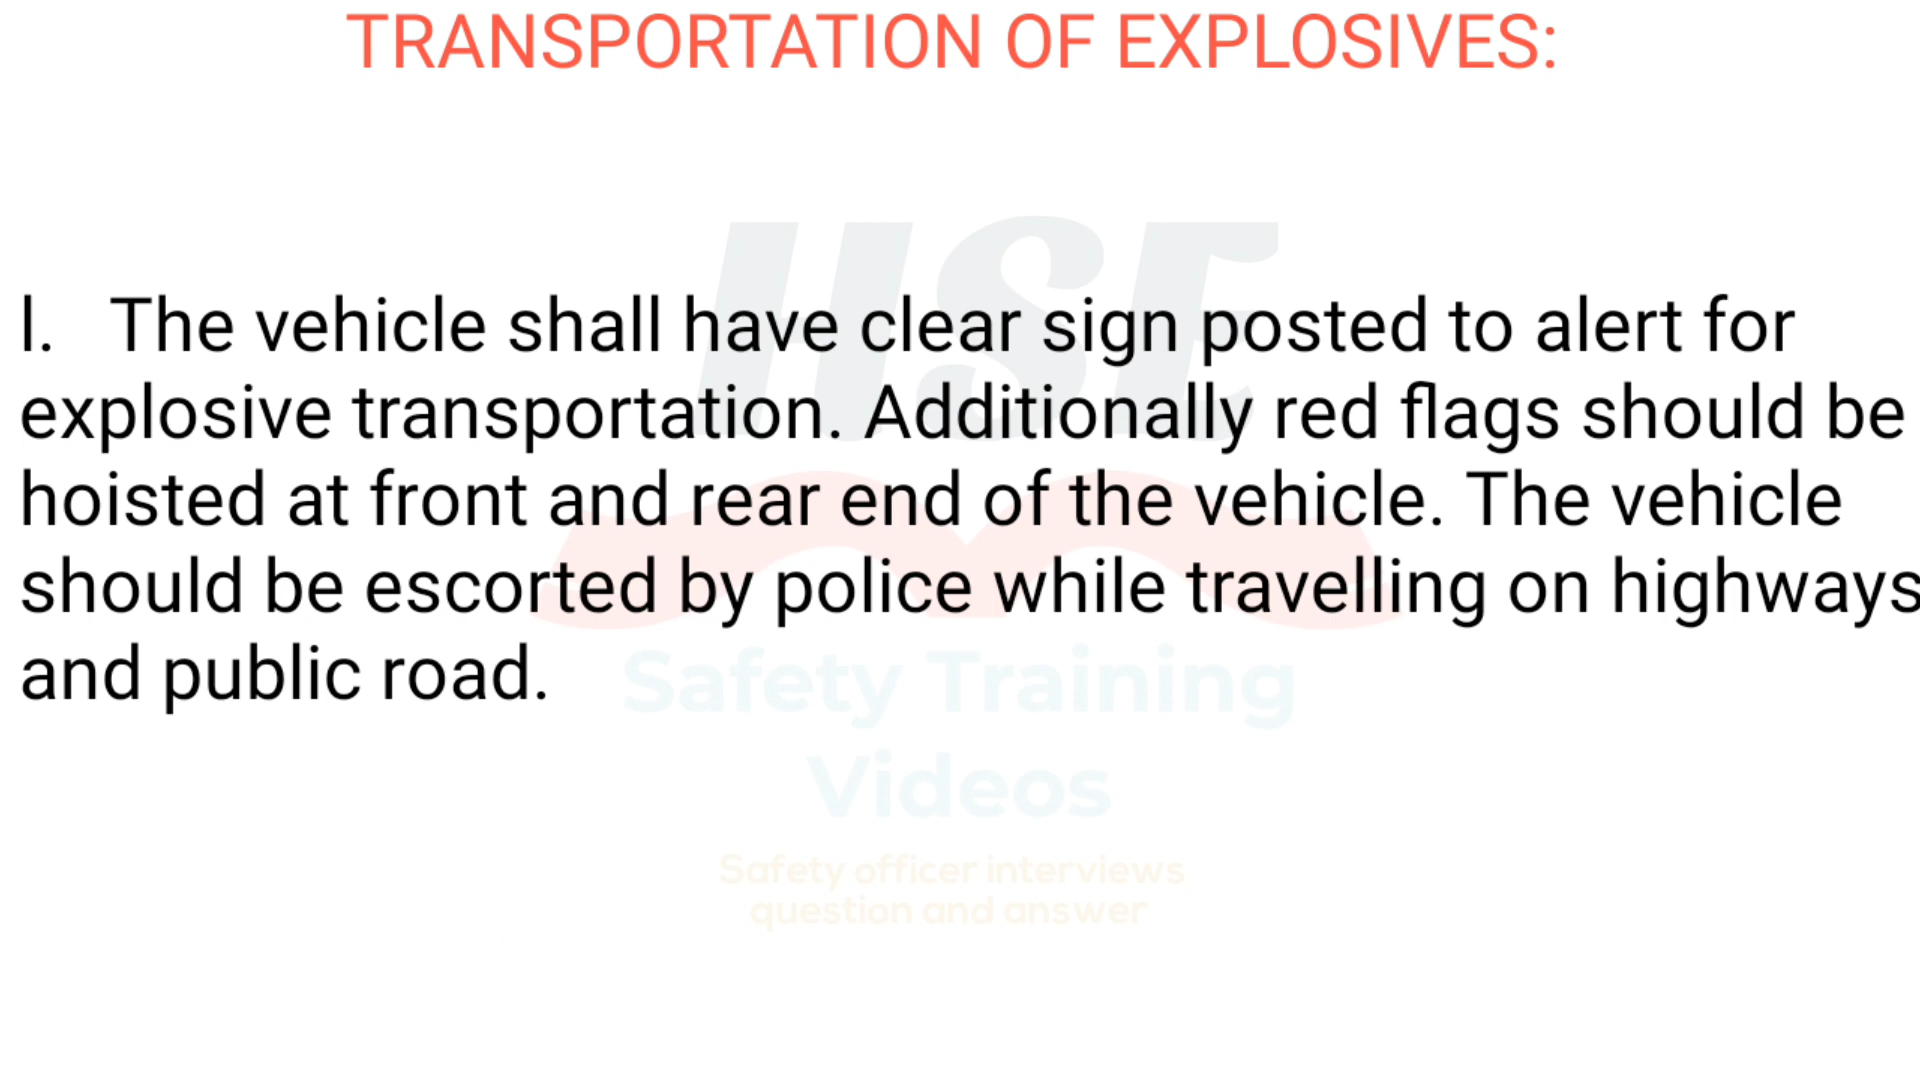 TRANSPORTATION OF EXPLOSIVES:
HSE
l. The vehicle shall have clear sign posted to alert for
explosive transportation. Additionally red flags should be
hoisted at front and rear end of the vehicle. The vehicle
should be escorted by police while travelling on highways
and public road.
Safety Training
Videos
Safety officer interviews
question and answer